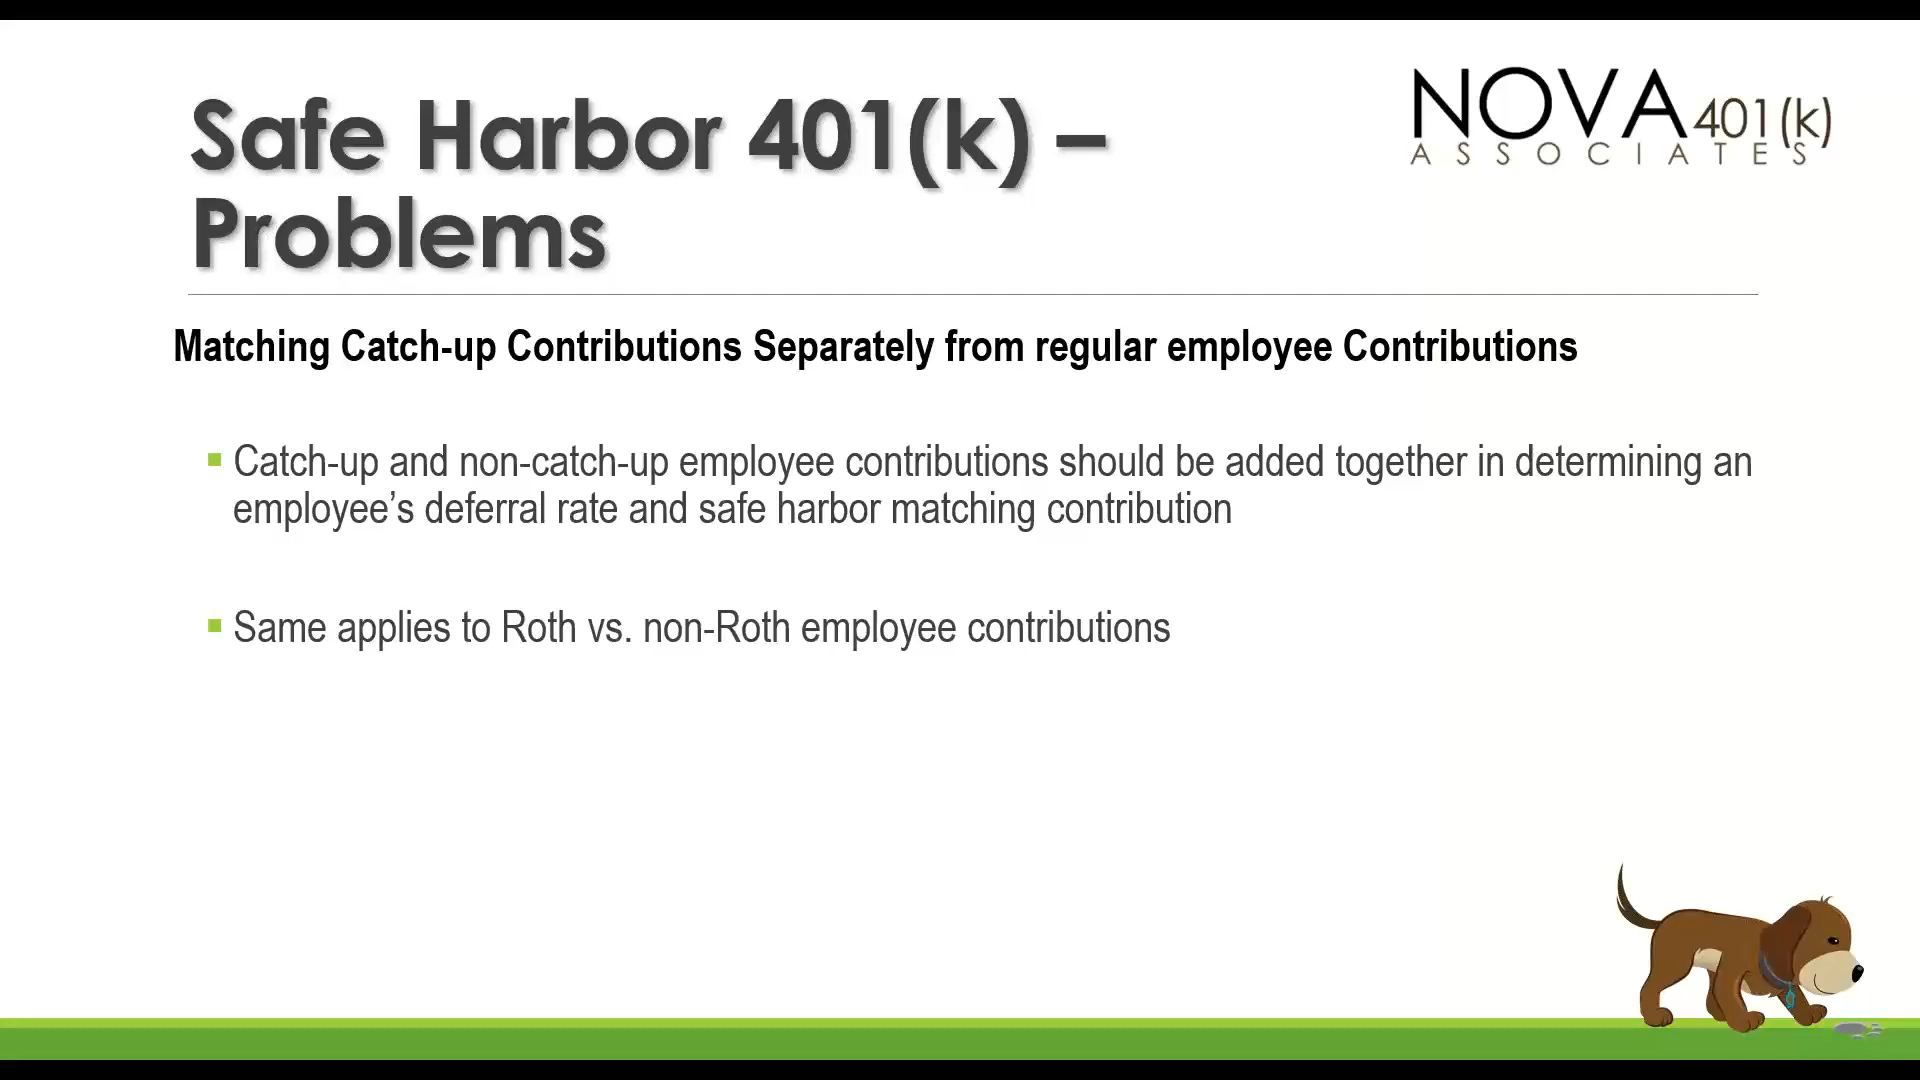 Safe Harbor 401(k) –
Problems
NOVA 401(k)
ASSOCIATES
Matching Catch-up Contributions Separately from regular employee Contributions
Catch-up and non-catch-up employee contributions should be added together in determining an
employee’s deferral rate and safe harbor matching contribution
Same applies to Roth vs. non-Roth employee contributions